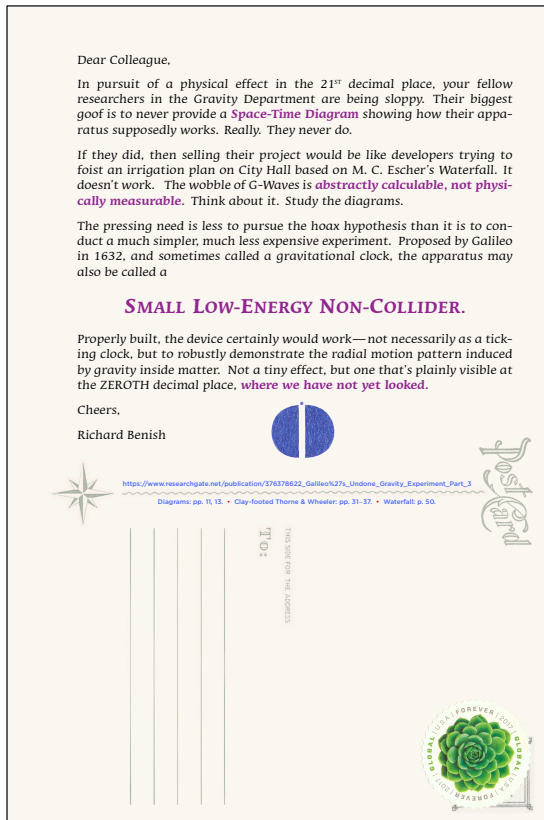 Dear Colleague,
In pursuit of a physical effect in the 21ST decimal place, your fellow
researchers in the Gravity Department are being sloppy. Their biggest
goof is to never provide a Space-Time Diagram showing how their appa-
ratus supposedly works. Really. They never do.
If they did, then selling their project would be like developers trying to
foist an irrigation plan on City Hall based on M. C. Escher's Waterfall. It
doesn't work. The wobble of G-Waves is abstractly calculable, not physi-
cally measurable. Think about it. Study the diagrams.
The pressing need is less to pursue the hoax hypothesis than it is to con-
duct a much simpler, much less expensive experiment. Proposed by Galileo
in 1632, and sometimes called a gravitational clock, the apparatus may
also be called a
SMALL LOW-ENERGY NON-COLLIDER.
Properly built, the device certainly would work—not necessarily as a tick-
ing clock, but to robustly demonstrate the radial motion pattern induced
by gravity inside matter. Not a tiny effect, but one that's plainly visible at
the ZEROTH decimal place, where we have not yet looked.
Cheers,
Richard Benish
Post Card
https://www.researchgate.net/publication/376378622_Galileo%27s_Undone_Gravity_Experiment_Part_3
Diagrams: pp. 11, 13. • Clay-footed Thorne & Wheeler: pp. 31–37. • Waterfall: p. 50.
THIS SIDE FOR THE ADDRESS
To:
GLOBAL | USA | FOREVER | 2017 | GLOBAL | USA | FOREVER | 2017